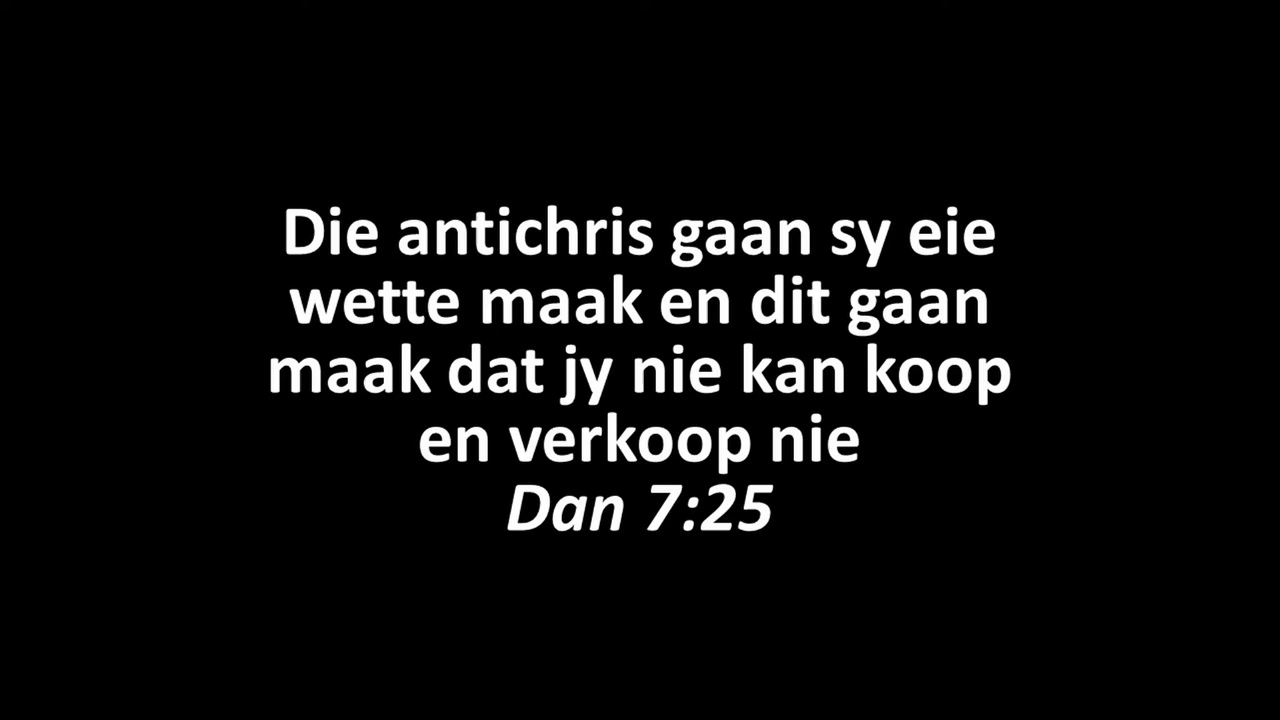 Die antichris gaan sy eie
wette maak en dit gaan
maak dat jy nie kan koop
en verkoop nie
Dan 7:25